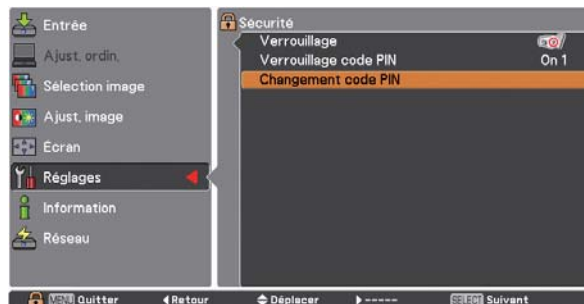 Entrée
Ajust. ordin.
Sélection image
Ajust. image
Écran
Réglages
Information
Réseau
Sécurité
Verrouillage
Verrouillage code PIN On 1
Changement code PIN
MENU Quitter Retour Déplacer ----- SELECT Suivant